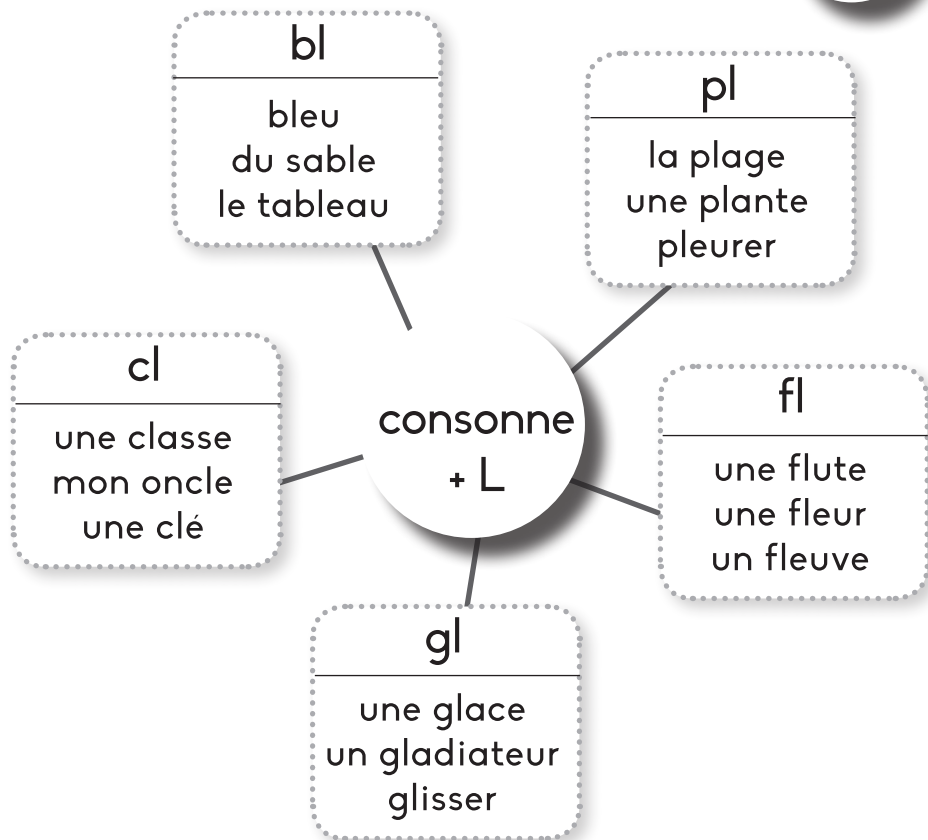 bl
bleu
du sable
le tableau
pl
la plage
une plante
pleurer
cl
une classe
mon oncle
une clé
consonne
+ L
fl
une flute
une fleur
un fleuve
gl
une glace
un gladiateur
glisser